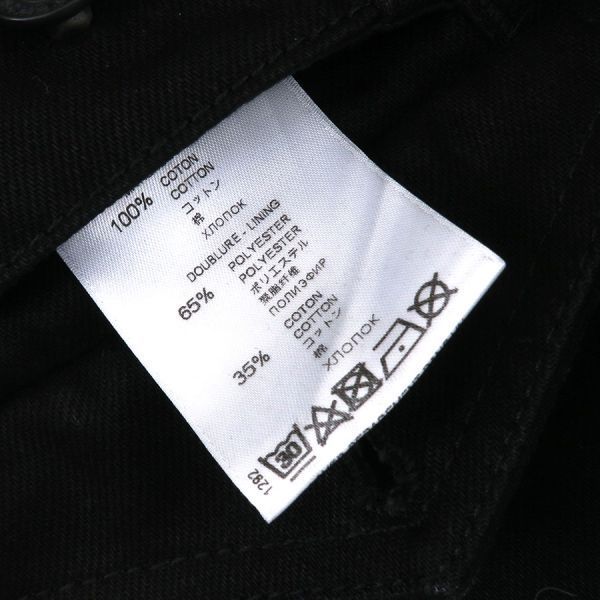 100% COTON
COTTON
コットン
棉
ХЛОПОК
DOUBLURE - LINING
65% POLYESTER
POLYESTER
ポリエステル
聚酯纤维
ПОЛИЭФИР
35% COTON
COTTON
コットン
棉
ХЛОПОК
30
1282